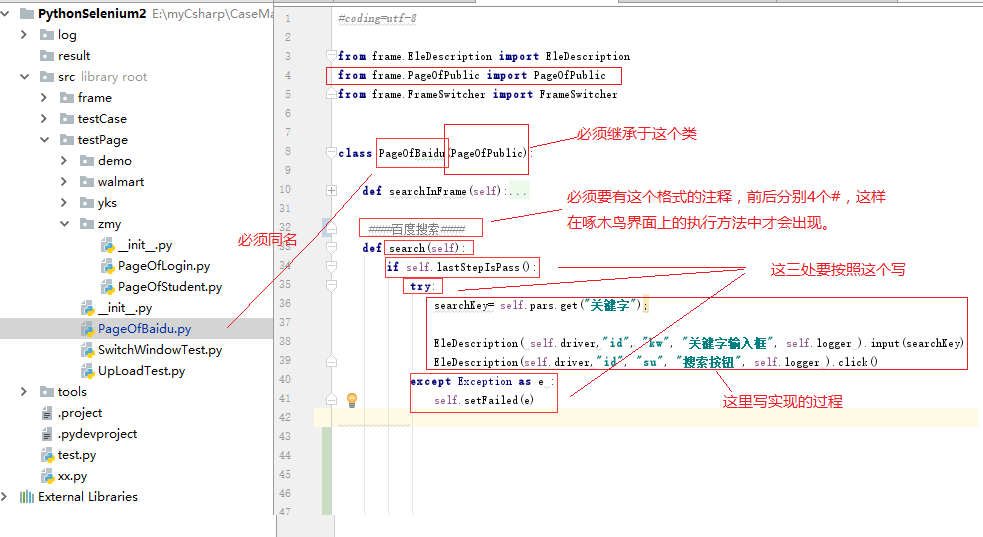 PythonSelenium2 E:\myCsharp\CaseMa
log
result
src library root
frame
testCase
testPage
demo
walmart
yks
zmy
__init__.py
PageOfLogin.py
PageOfStudent.py
__init__.py
PageOfBaidu.py
SwitchWindowTest.py
UpLoadTest.py
tools
.project
.pydevproject
test.py
xx.py
External Libraries
必须同名
1 #coding=utf-8
2
3 from frame.EleDescription import EleDescription
4 from frame.PageOfPublic import PageOfPublic
5 from frame.FrameSwitcher import FrameSwitcher
6
7
必须继承于这个类
8 class PageOfBaidu(PageOfPublic):
9
10 def searchInFrame(self):...
31
必须要有这个格式的注释，前后分别4个#，这样
在啄木鸟界面上的执行方法中才会出现。
32 ####百度搜索####
33 def search(self):
34 if self.lastStepIsPass():
这三处要按照这个写
35 try:
36 searchKey= self.pars.get("关键字");
37
38 EleDescription( self.driver,"id", "kw", "关键字输入框", self.logger ).input(searchKey)
39 EleDescription(self.driver,"id", "su", "搜索按钮", self.logger ).click()
40 except Exception as e :
41 self.setFailed(e)
这里写实现的过程
42
43
44
45
46
47